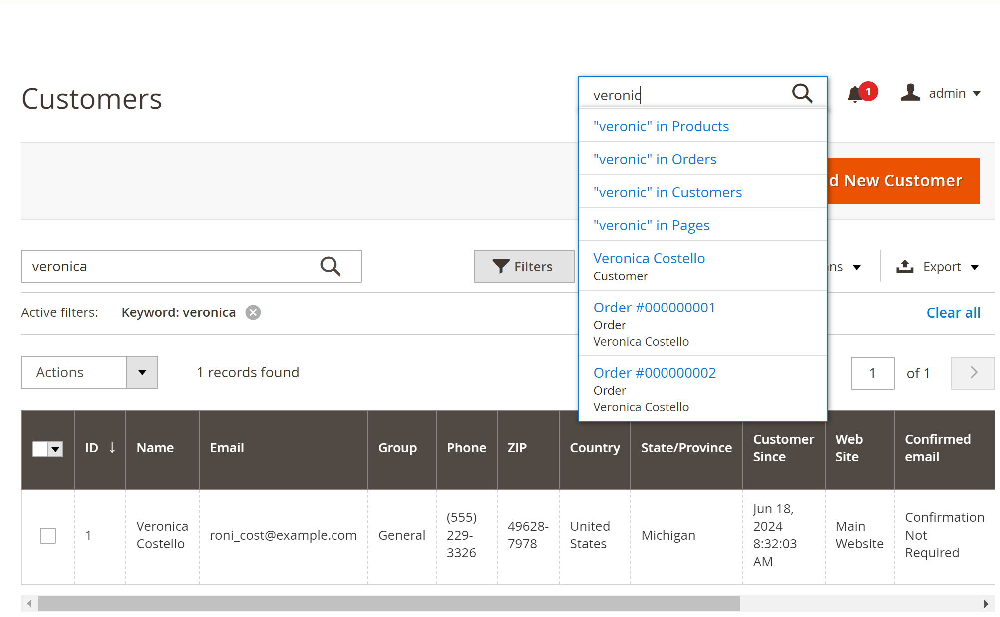 Customers
veronic
1
admin
"veronic" in Products
"veronic" in Orders
"veronic" in Customers
"veronic" in Pages
Veronica Costello
Customer
Order #000000001
Order
Veronica Costello
Order #000000002
Order
Veronica Costello
d New Customer
veronica
Filters
ns
Export
Active filters:
Keyword: veronica
Clear all
Actions
1 records found
1
of 1
ID ↓
Name
Email
Group
Phone
ZIP
Country
State/Province
Customer
Since
Web
Site
Confirmed
email
1
Veronica
Costello
roni_cost@example.com
General
(555)
229-
3326
49628-
7978
United
States
Michigan
Jun 18,
2024
8:32:03
AM
Main
Website
Confirmation
Not
Required